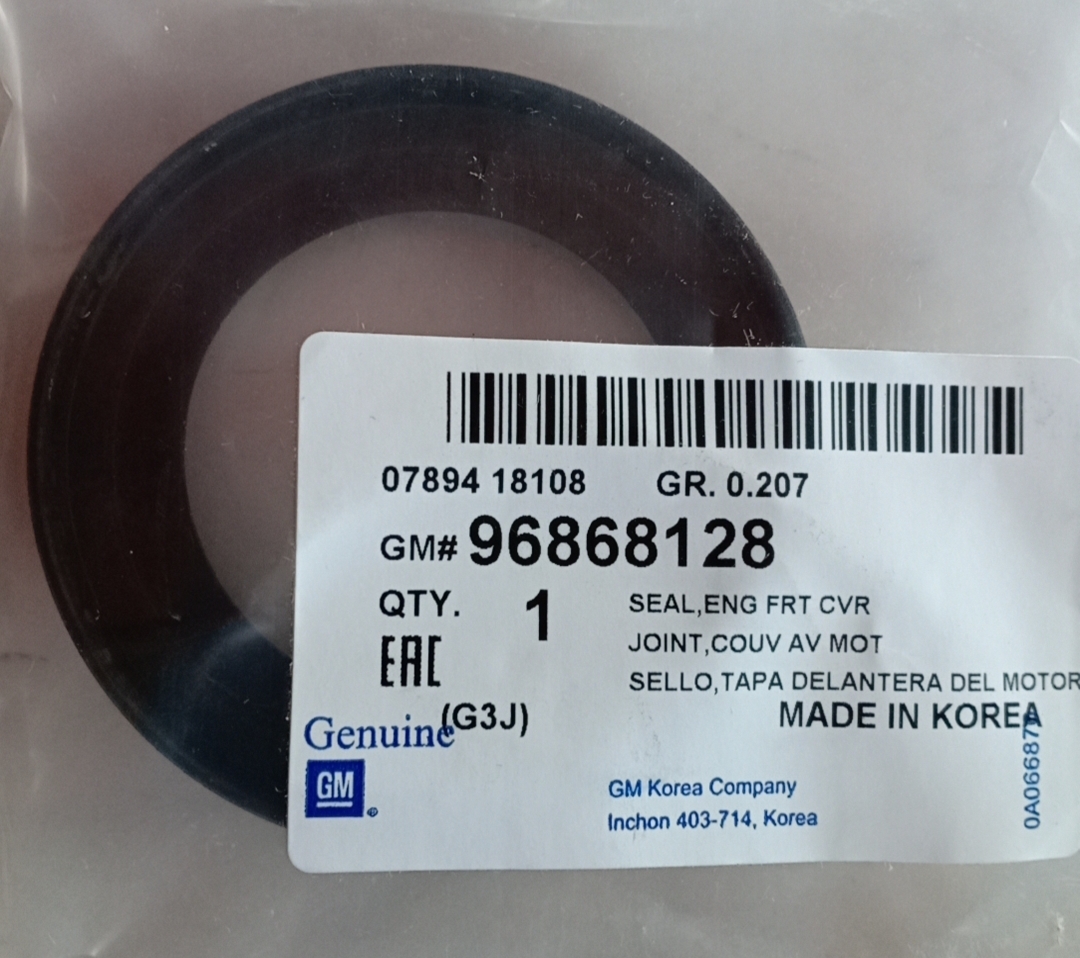 07894 18108 GR. 0.207
GM# 96868128
QTY. 1 SEAL,ENG FRT CVR
JOINT,COUV AV MOT
EAC
SELLO,TAPA DELANTERA DEL MOTOR
(G3J) MADE IN KOREA
Genuine
GM
GM Korea Company
Inchon 403-714, Korea